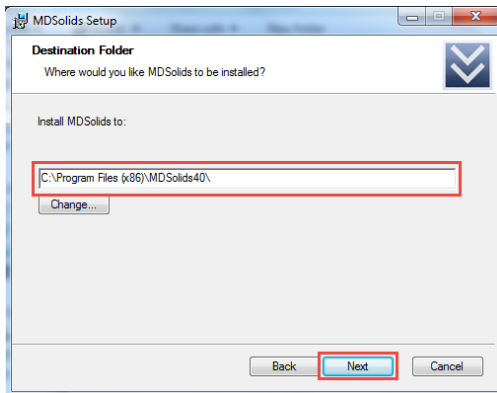 MDSolids Setup
Destination Folder
Where would you like MDSolids to be installed?
Install MDSolids to:
C:\Program Files (x86)\MDSolids40\
Change...
Back Next Cancel